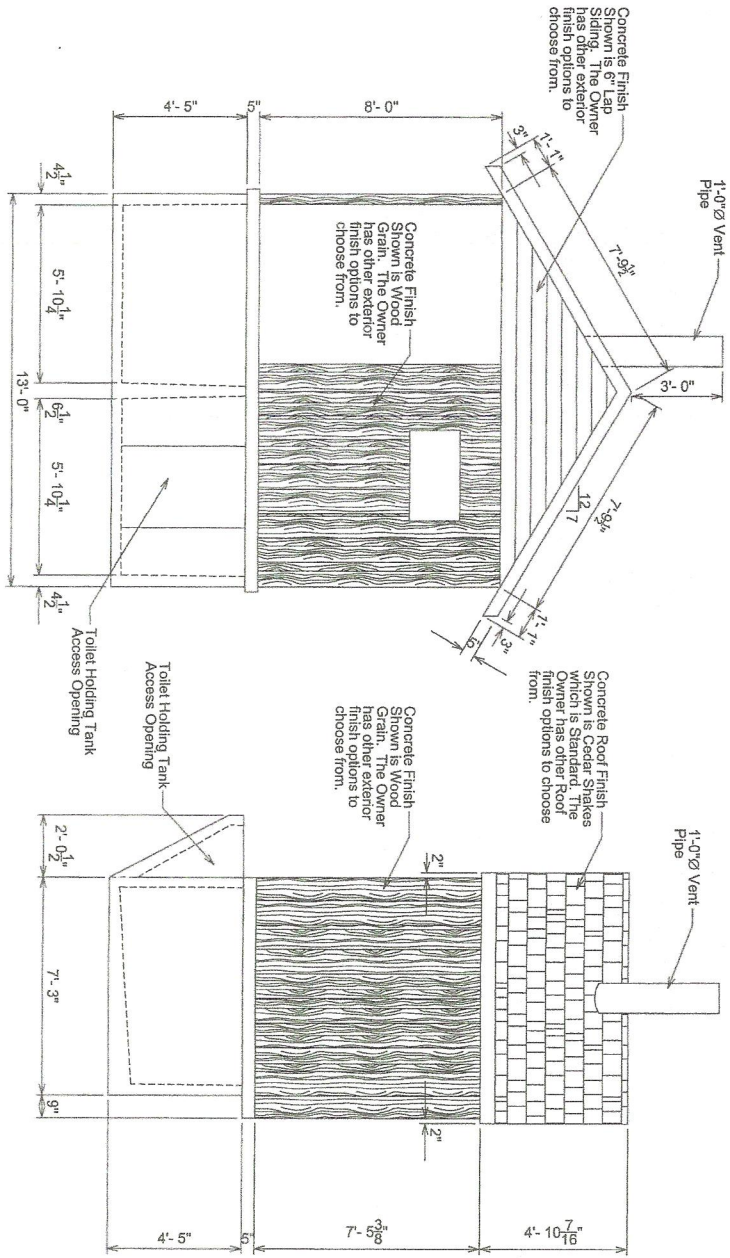 Concrete Finish
Shown is 6" Lap
Siding. The Owner
has other exterior
finish options to
choose from.
1'-0"Ø Vent
Pipe
3"
1'- 1"
7'-9½"
3'- 0"
12
7
7'-9½"
1'- 1"
3"
5"
8'- 0"
5"
4'- 5"
Concrete Finish
Shown is Wood
Grain. The Owner
has other exterior
finish options to
choose from.
4½"
5'- 10¼"
6½"
5'- 10¼"
4½"
13'- 0"
Toilet Holding Tank
Access Opening
Concrete Roof Finish
Shown is Cedar Shakes
which is Standard. The
Owner has other Roof
finish options to choose
from.
1'-0"Ø Vent
Pipe
Concrete Finish
Shown is Wood
Grain. The Owner
has other exterior
finish options to
choose from.
2"
2"
Toilet Holding Tank
Access Opening
2'- 0½"
7'- 3"
9"
4'- 5"
5"
7'- 5⅜"
4'- 10 7/16"